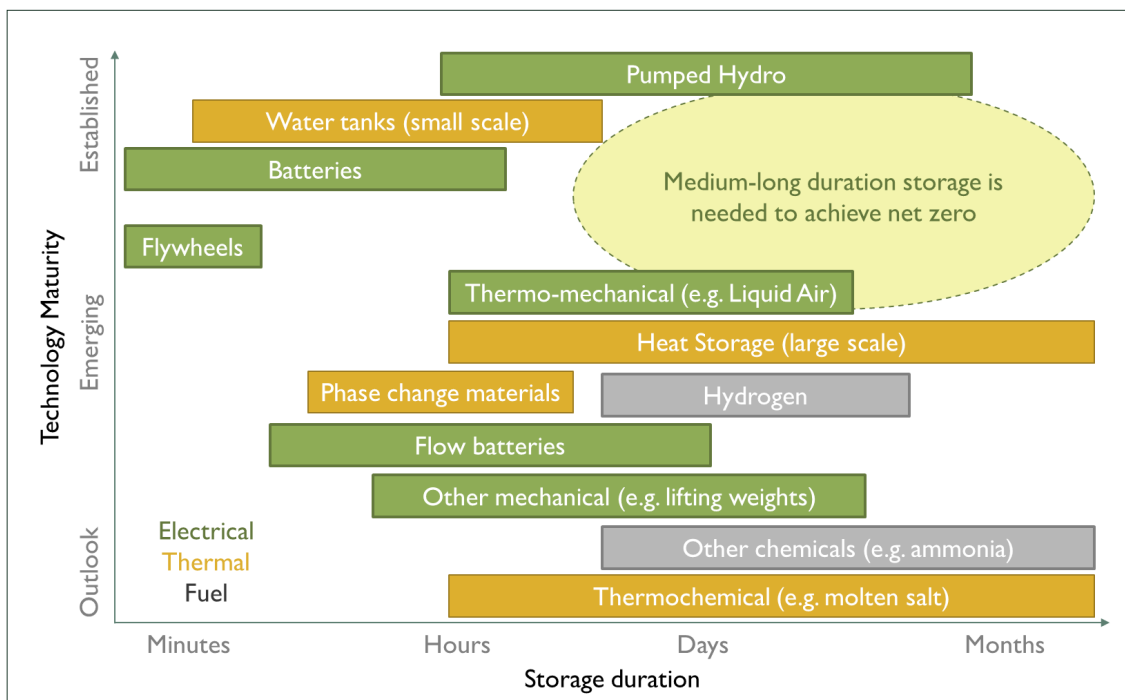 Pumped Hydro
Water tanks (small scale)
Batteries
Medium-long duration storage is
needed to achieve net zero
Flywheels
Thermo-mechanical (e.g. Liquid Air)
Heat Storage (large scale)
Phase change materials
Hydrogen
Flow batteries
Other mechanical (e.g. lifting weights)
Other chemicals (e.g. ammonia)
Thermochemical (e.g. molten salt)
Electrical
Thermal
Fuel
Technology Maturity
Established
Emerging
Outlook
Minutes
Hours
Days
Months
Storage duration